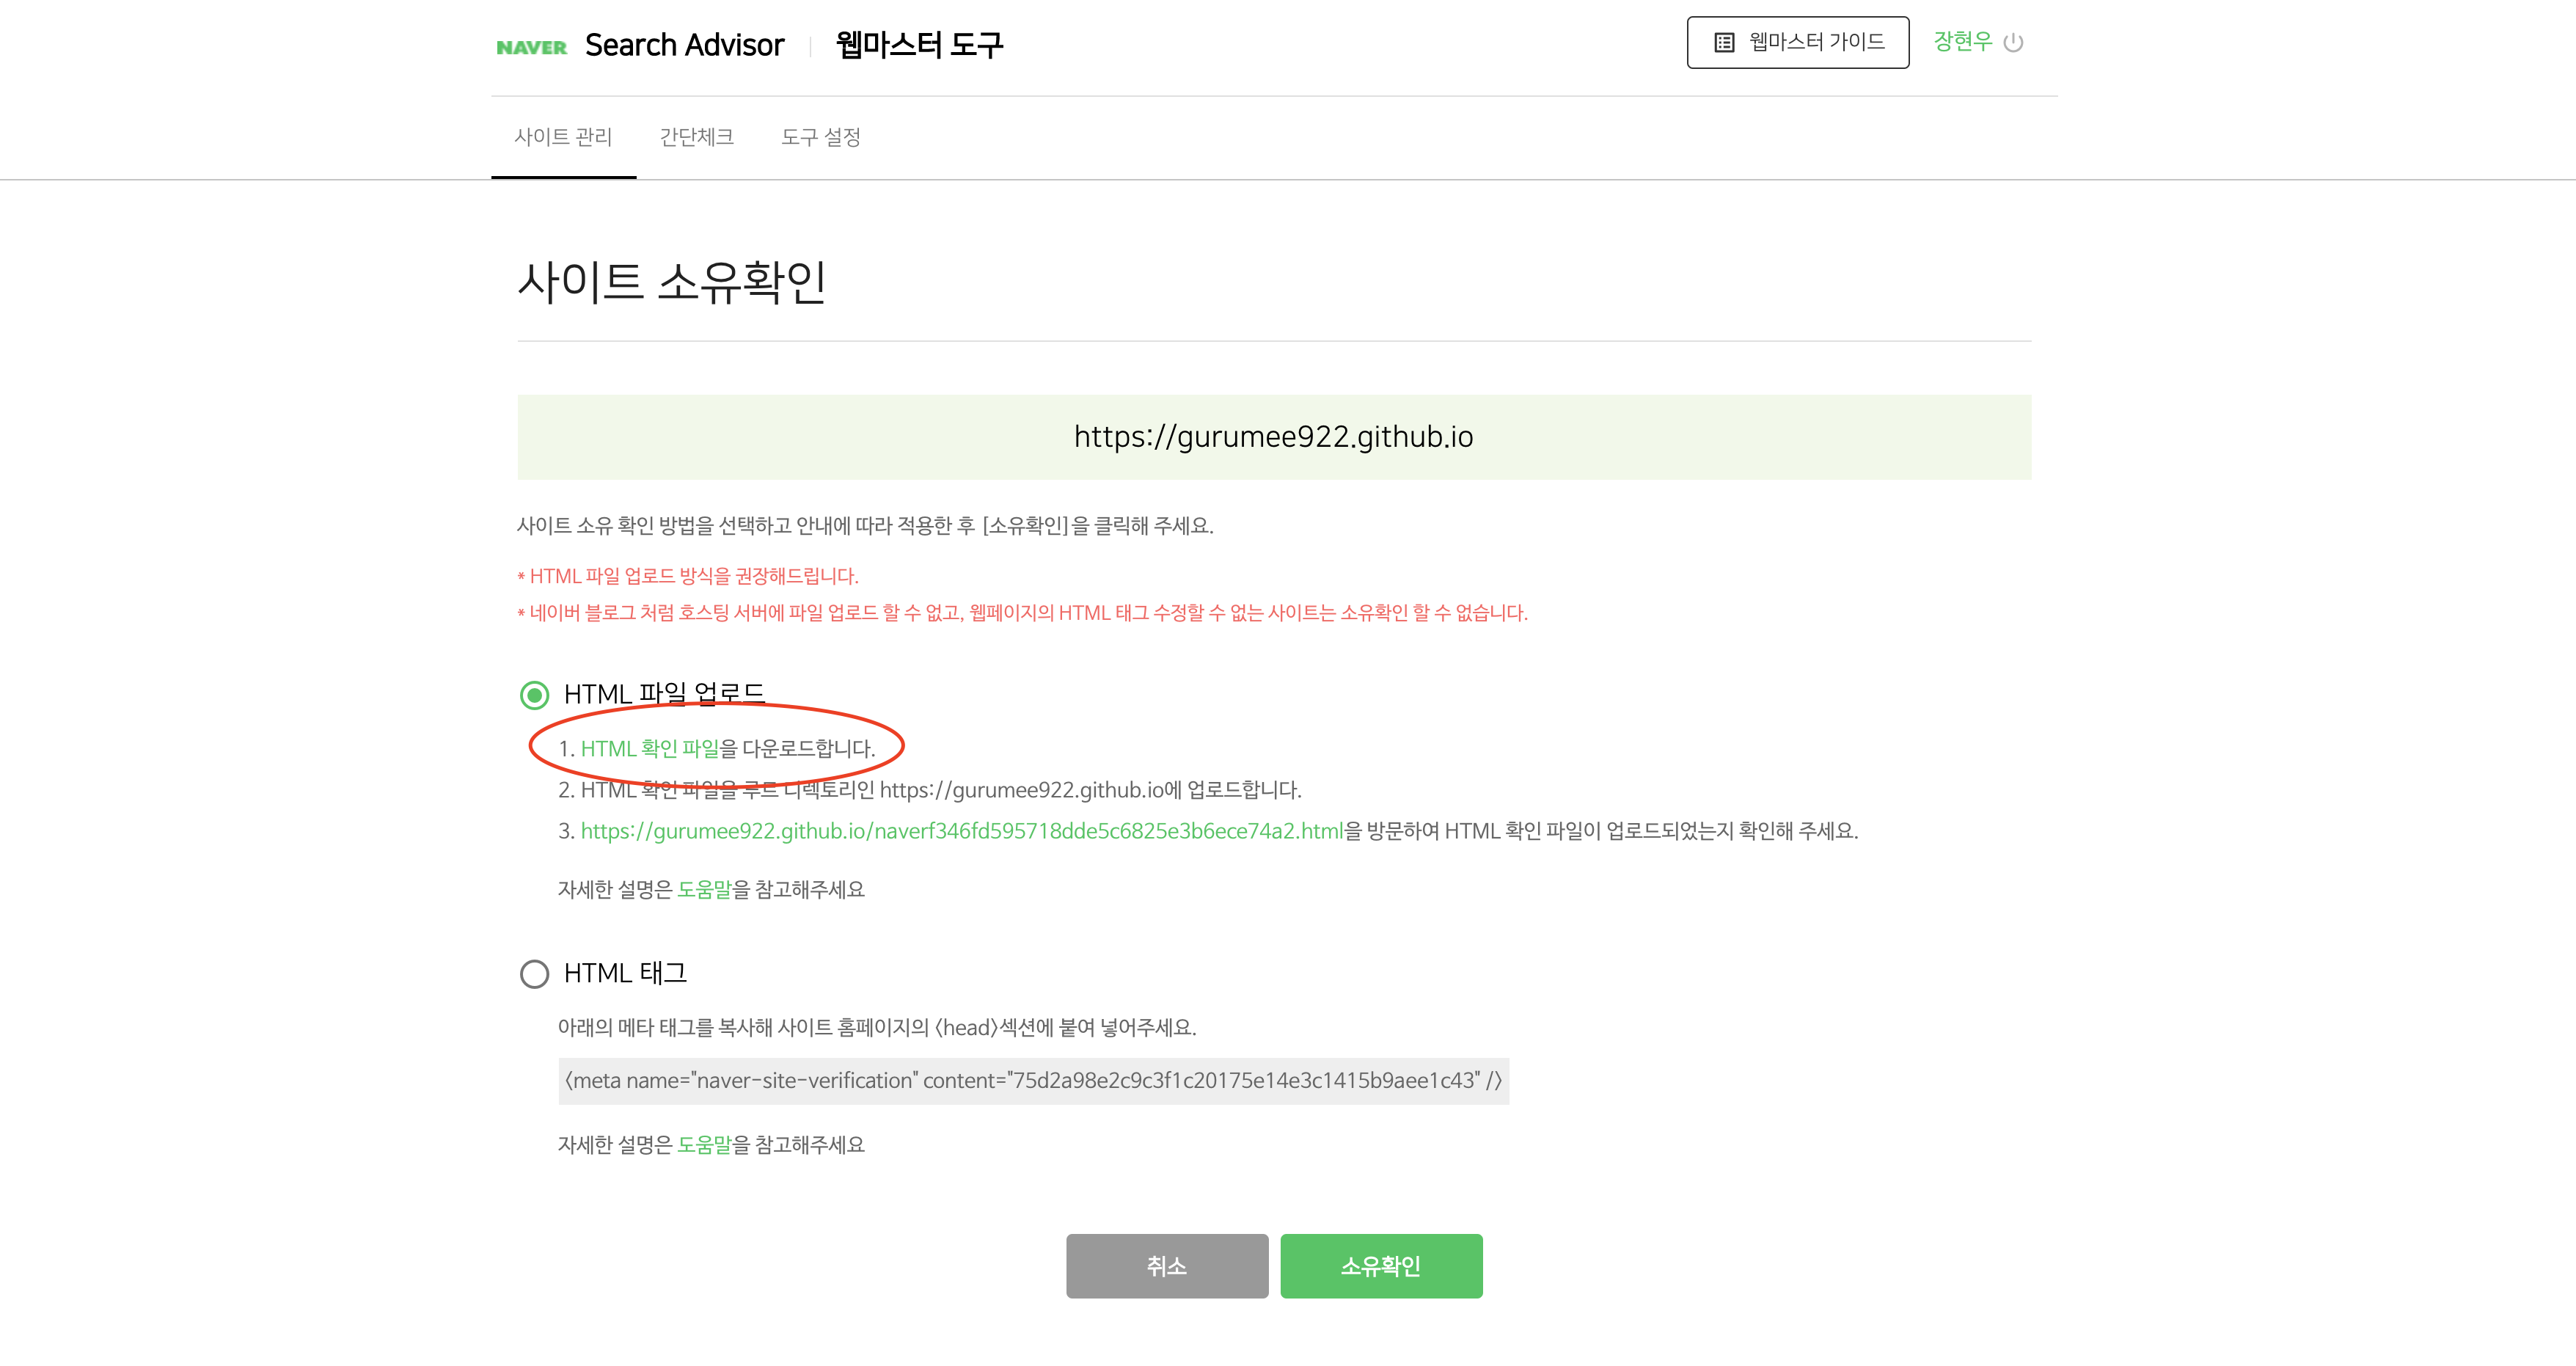 NAVER Search Advisor 웹마스터 도구
웹마스터 가이드 장현우
사이트 관리 간단체크 도구 설정
사이트 소유확인
https://gurumee922.github.io
사이트 소유 확인 방법을 선택하고 안내에 따라 적용한 후 [소유확인]을 클릭해 주세요.
* HTML 파일 업로드 방식을 권장해드립니다.
* 네이버 블로그 처럼 호스팅 서버에 파일 업로드 할 수 없고, 웹페이지의 HTML 태그 수정할 수 없는 사이트는 소유확인 할 수 없습니다.
HTML 파일 업로드
1. HTML 확인 파일을 다운로드합니다.
2. HTML 확인 파일을 루트 디렉토리인 https://gurumee922.github.io에 업로드합니다.
3. https://gurumee922.github.io/naverf346fd595718dde5c6825e3b6ece74a2.html을 방문하여 HTML 확인 파일이 업로드되었는지 확인해 주세요.
자세한 설명은 도움말을 참고해주세요
HTML 태그
아래의 메타 태그를 복사해 사이트 홈페이지의 <head>섹션에 붙여 넣어주세요.
<meta name="naver-site-verification" content="75d2a98e2c9c3f1c20175e14e3c1415b9aee1c43" />
자세한 설명은 도움말을 참고해주세요
취소 소유확인